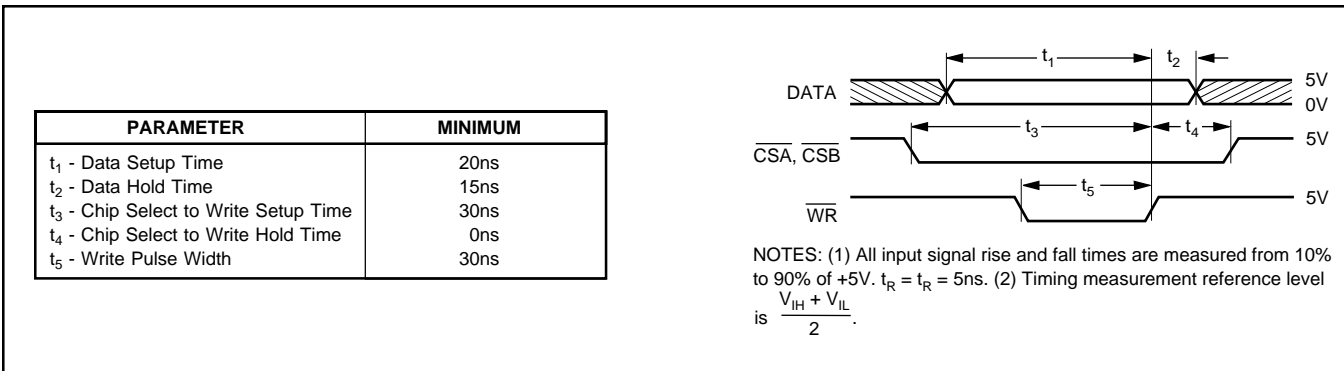 PARAMETER MINIMUM
t1 - Data Setup Time 20ns
t2 - Data Hold Time 15ns
t3 - Chip Select to Write Setup Time 30ns
t4 - Chip Select to Write Hold Time 0ns
t5 - Write Pulse Width 30ns
t1 t2
DATA 5V
0V
t3 t4
CSA, CSB 5V
t5
WR 5V
NOTES: (1) All input signal rise and fall times are measured from 10%
to 90% of +5V. tR = tR = 5ns. (2) Timing measurement reference level
is VIH + VIL
2 .